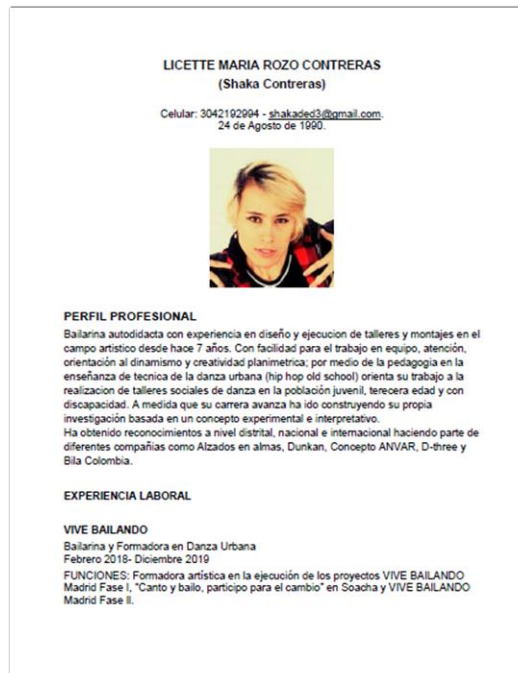 LICETTE MARIA ROZO CONTRERAS
(Shaka Contreras)
Celular: 3042192994 - shakaded3@gmail.com.
24 de Agosto de 1990.
PERFIL PROFESIONAL
Bailarina autodidacta con experiencia en diseño y ejecucion de talleres y montajes en el
campo artistico desde hace 7 años. Con facilidad para el trabajo en equipo, atención,
orientación al dinamismo y creatividad planimetrica; por medio de la pedagogia en la
enseñanza de tecnica de la danza urbana (hip hop old school) orienta su trabajo a la
realizacion de talleres sociales de danza en la población juvenil, terecera edad y con
discapacidad. A medida que su carrera avanza ha ido construyendo su propia
investigación basada en un concepto experimental e interpretativo.
Ha obtenido reconocimientos a nivel distrital, nacional e internacional haciendo parte de
diferentes compañias como Alzados en almas, Dunkan, Concepto ANVAR, D-three y
Bila Colombia.
EXPERIENCIA LABORAL
VIVE BAILANDO
Bailarina y Formadora en Danza Urbana
Febrero 2018- Diciembre 2019
FUNCIONES: Formadora artística en la ejecución de los proyectos VIVE BAILANDO
Madrid Fase I, "Canto y bailo, participo para el cambio" en Soacha y VIVE BAILANDO
Madrid Fase II.